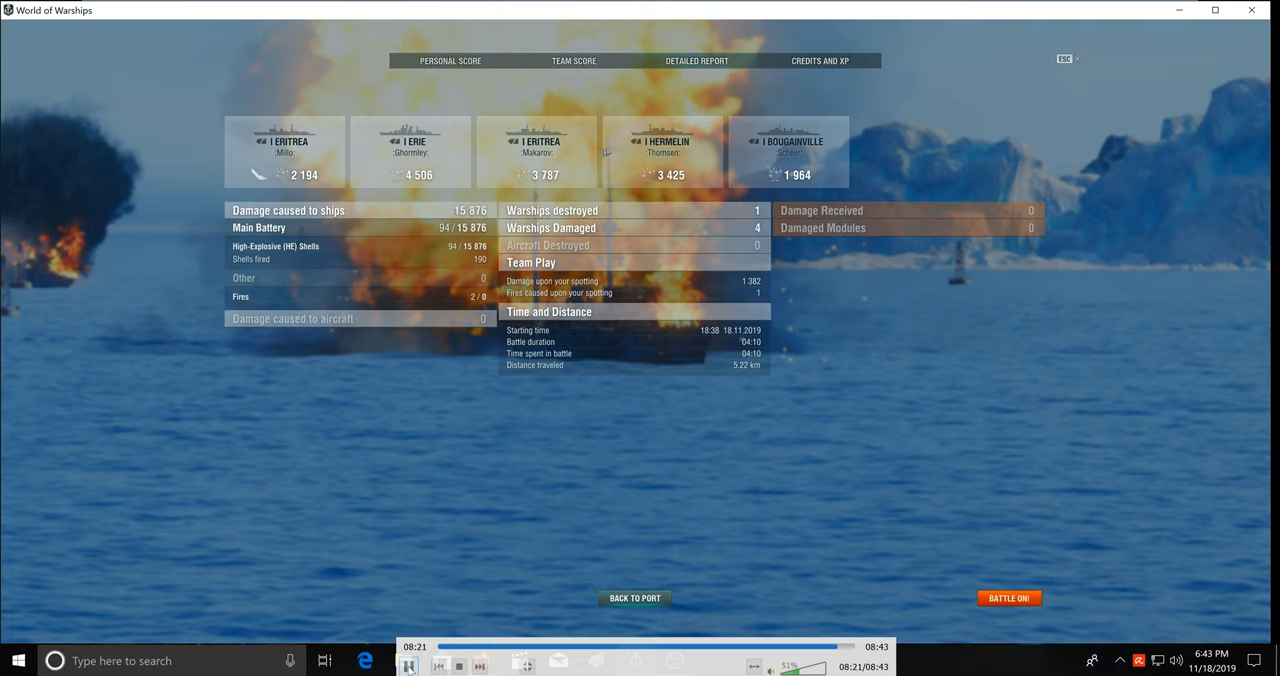 World of Warships
PERSONAL SCORE TEAM SCORE DETAILED REPORT CREDITS AND XP
ESC
I ERITREA I ERIE I ERITREA I HERMELIN I BOUGAINVILLE
:Millo: :Ghormley: :Makarov: :Thomsen: :Scheer:
2 194 4 506 3 787 3 425 1 964
Damage caused to ships 15 876 Warships destroyed 1 Damage Received 0
Main Battery 94 / 15 876 Warships Damaged 4 Damaged Modules 0
High-Explosive (HE) Shells 94 / 15 876 Aircraft Destroyed 0
Shells fired 190 Team Play
Other 0 Damage upon your spotting 1 382
Fires 2 / 0 Fires caused upon your spotting 1
Damage caused to aircraft 0 Time and Distance
Starting time 18:38 18.11.2019
Battle duration 04:10
Time spent in battle 04:10
Distance traveled 5.22 km
BACK TO PORT BATTLE ON!
08:21 08:43
Type here to search 51% 08:21/08:43 6:43 PM
11/18/2019